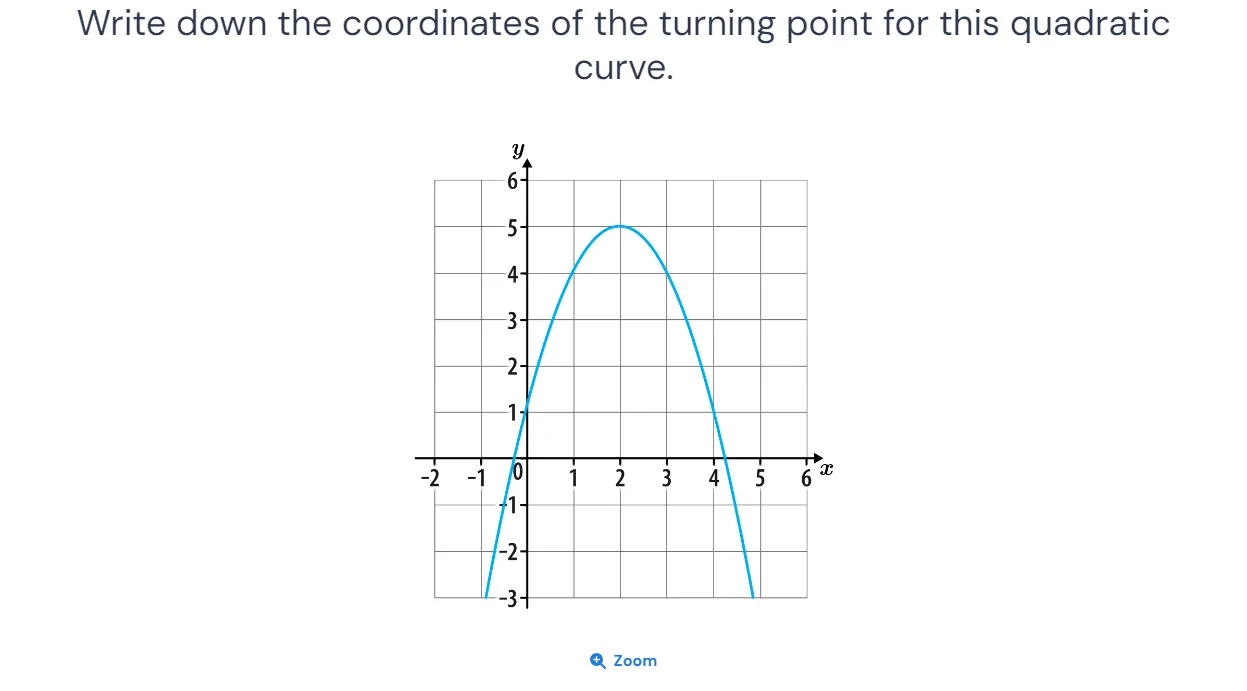 Write down the coordinates of the turning point for this quadratic
curve.
y
6
5
4
3
2
1
-2 -1 0 1 2 3 4 5 6 x
-1
-2
-3
Zoom